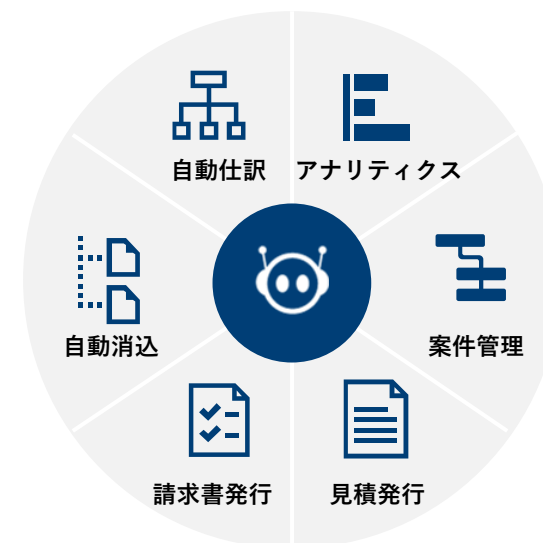 自動仕訳
アナリティクス
自動消込
案件管理
請求書発行
見積発行